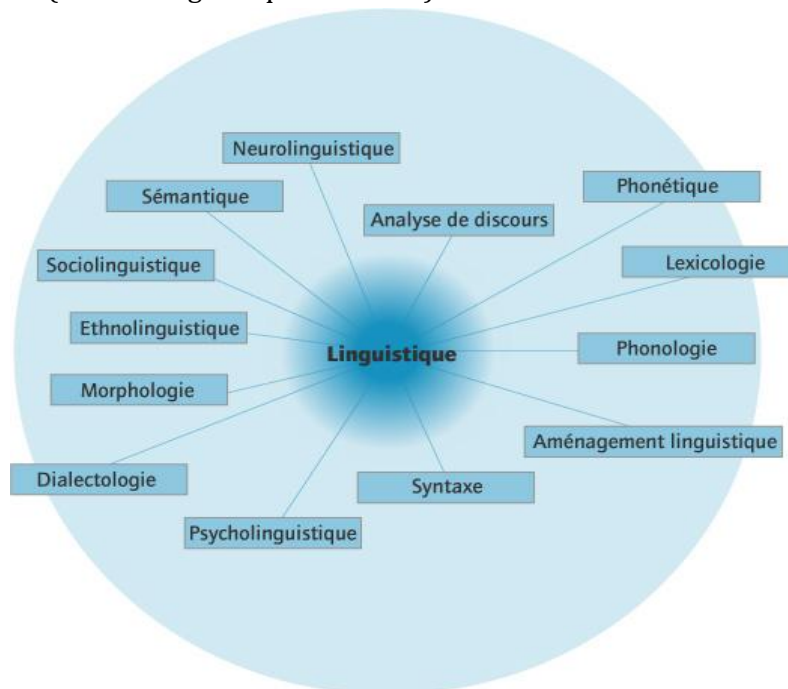 Neurolinguistique
Phonétique
Sémantique
Analyse de discours
Sociolinguistique
Lexicologie
Ethnolinguistique
Linguistique
Phonologie
Morphologie
Aménagement linguistique
Dialectologie
Syntaxe
Psycholinguistique